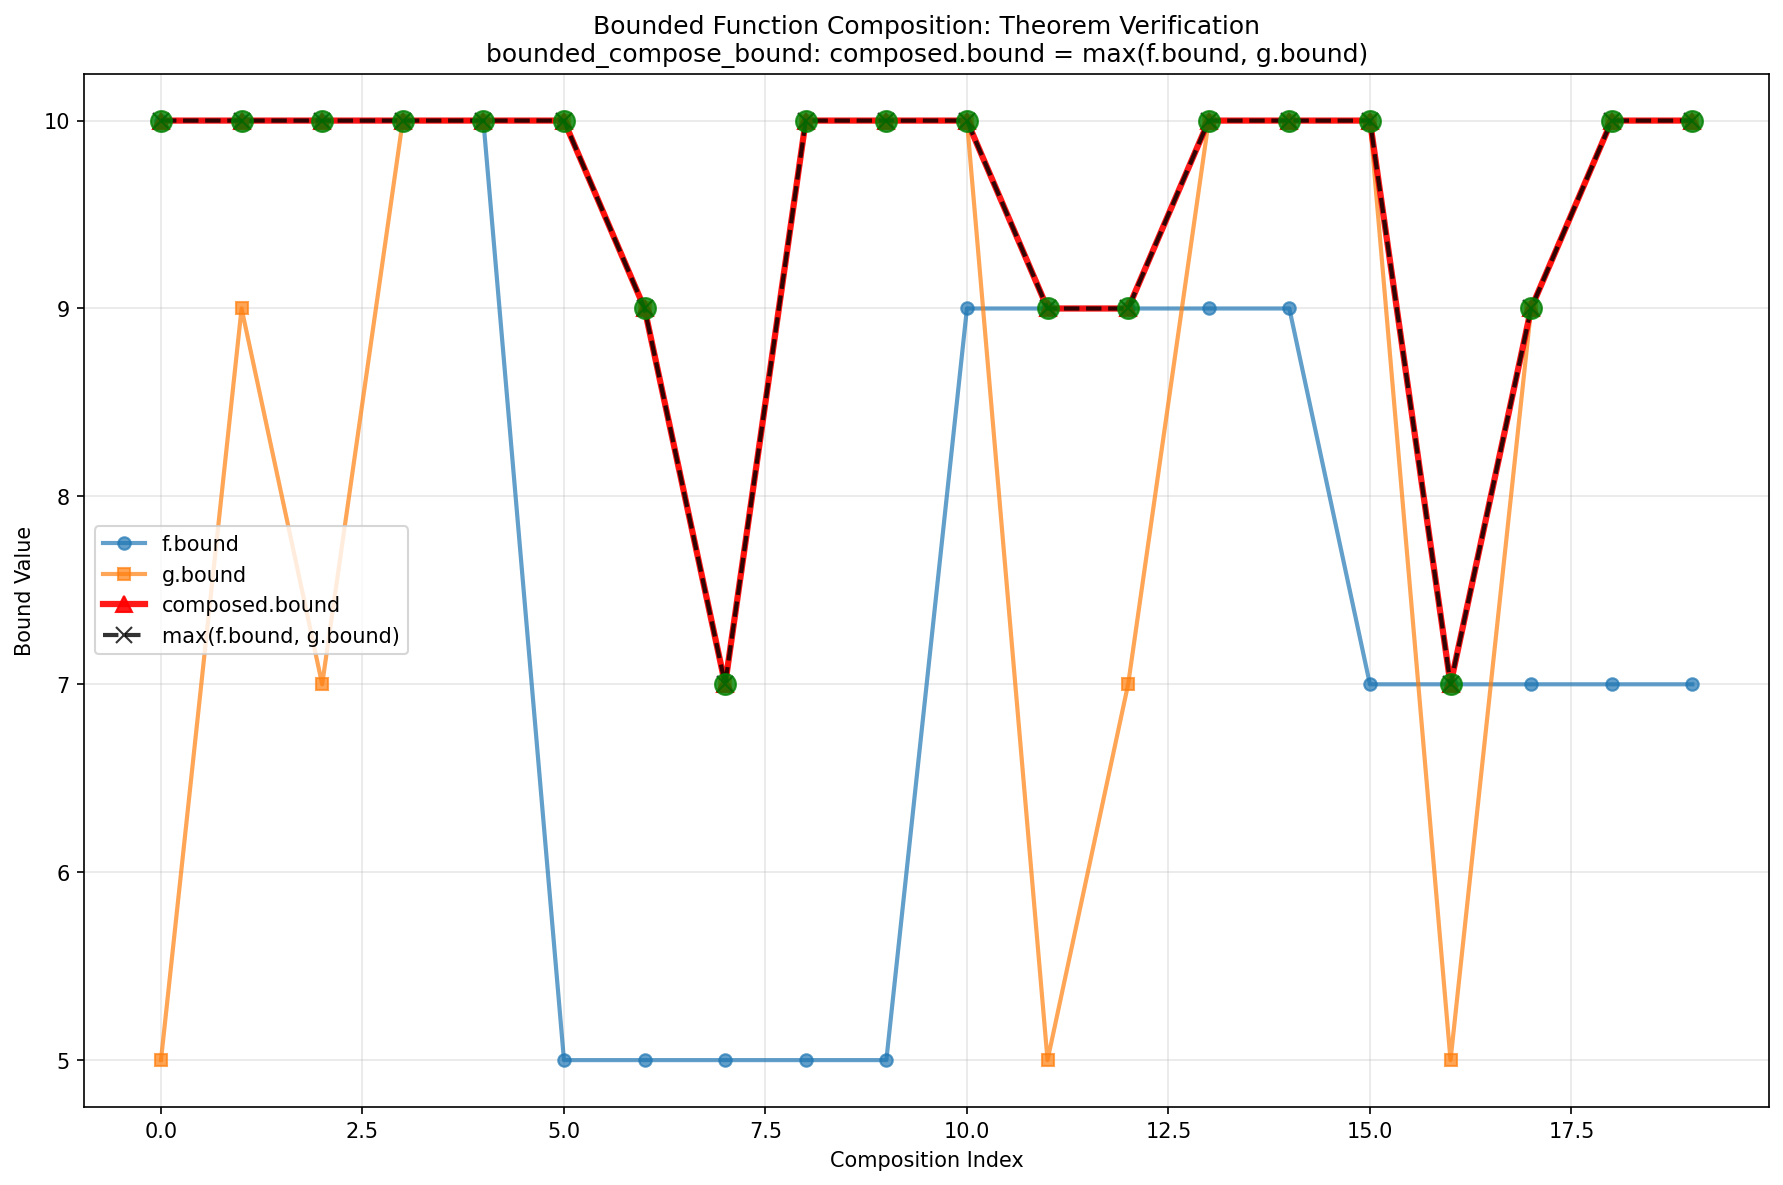 Bounded Function Composition: Theorem Verification
bounded_compose_bound: composed.bound = max(f.bound, g.bound)
Bound Value
10
9
8
7
6
5
f.bound
g.bound
composed.bound
max(f.bound, g.bound)
0.0 2.5 5.0 7.5 10.0 12.5 15.0 17.5
Composition Index